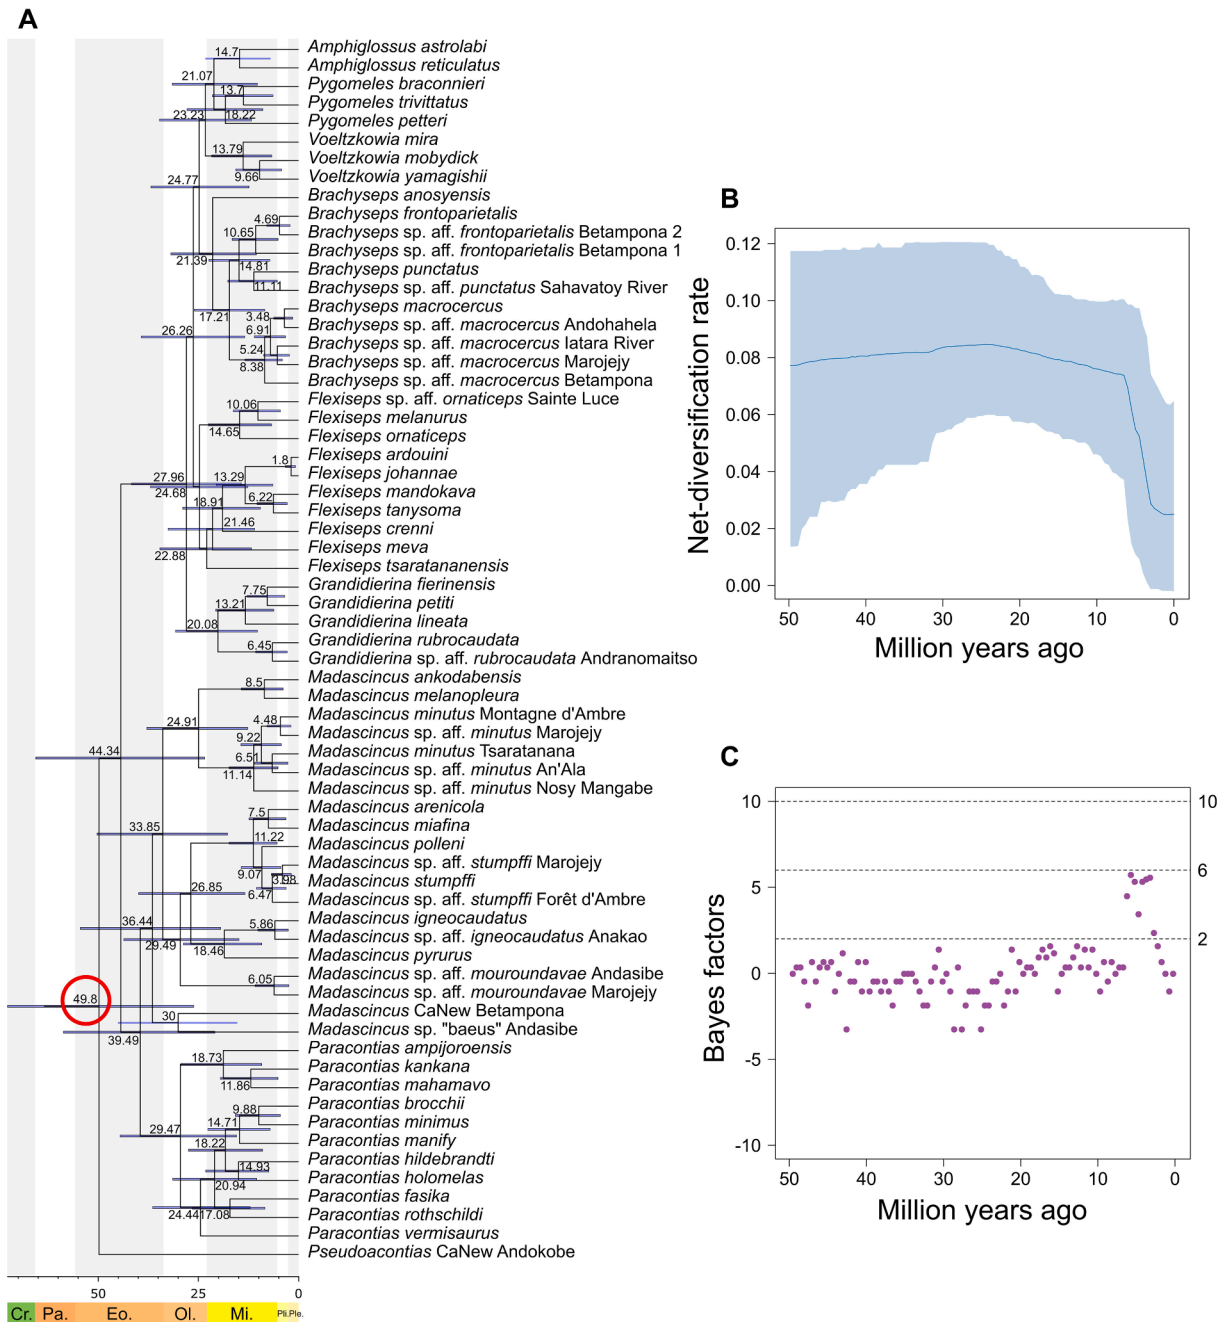 A
Amphiglossus astrolabi
14.7
Amphiglossus reticulatus
21.07
Pygomeles braconnieri
13.7
Pygomeles trivittatus
23.23
18.22
Pygomeles petteri
Voeltzkowia mira
13.79
Voeltzkowia mobydick
9.66
Voeltzkowia yamagishii
24.77
Brachyseps anosyensis
Brachyseps frontoparietalis
4.69
10.65
Brachyseps sp. aff. frontoparietalis Betampona 2
Brachyseps sp. aff. frontoparietalis Betampona 1
21.39
14.81
Brachyseps punctatus
11.11
Brachyseps sp. aff. punctatus Sahavatoy River
Brachyseps macrocercus
17.21
3.48
Brachyseps sp. aff. macrocercus Andohahela
26.26
6.91
Brachyseps sp. aff. macrocercus Iatara River
5.24
Brachyseps sp. aff. macrocercus Marojejy
8.38
Brachyseps sp. aff. macrocercus Betampona
Flexiseps sp. aff. ornaticeps Sainte Luce
10.06
Flexiseps melanurus
14.65
Flexiseps ornaticeps
Flexiseps ardouini
1.8
Flexiseps johannae
27.96
13.29
24.68
Flexiseps mandokava
6.22
18.91
Flexiseps tanysoma
21.46
Flexiseps crenni
Flexiseps meva
22.88
Flexiseps tsaratananensis
Grandidierina fierinensis
7.75
Grandidierina petiti
13.21
Grandidierina lineata
20.08
Grandidierina rubrocaudata
6.45
Grandidierina sp. aff. rubrocaudata Andranomaitso
Madascincus ankodabensis
8.5
Madascincus melanopleura
Madascincus minutus Montagne d'Ambre
24.91
4.48
Madascincus sp. aff. minutus Marojejy
9.22
44.34
Madascincus minutus Tsaratanana
6.51
Madascincus sp. aff. minutus An'Ala
11.14
Madascincus sp. aff. minutus Nosy Mangabe
Madascincus arenicola
7.5
Madascincus miafina
33.85
11.22
Madascincus polleni
Madascincus sp. aff. stumpffi Marojejy
9.07
3.98
Madascincus stumpffi
26.85
6.47
Madascincus sp. aff. stumpffi Forêt d'Ambre
Madascincus igneocaudatus
36.44
5.86
Madascincus sp. aff. igneocaudatus Anakao
29.49
18.46
Madascincus pyrurus
Madascincus sp. aff. mouroundavae Andasibe
6.05
Madascincus sp. aff. mouroundavae Marojejy
49.8
Madascincus CaNew Betampona
30
Madascincus sp. "baeus" Andasibe
39.49
Paracontias ampijoroensis
18.73
Paracontias kankana
11.86
Paracontias mahamavo
Paracontias brocchii
9.88
Paracontias minimus
29.47
14.71
Paracontias manify
18.22
Paracontias hildebrandti
14.93
Paracontias holomelas
20.94
Paracontias fasika
24.44
17.08
Paracontias rothschildi
Paracontias vermisaurus
Pseudoacontias CaNew Andokobe
50 25 0
Cr. Pa. Eo. Ol. Mi. Pli. Ple.
B
0.12
0.10
0.08
0.06
0.04
0.02
0.00
Net-diversification rate
50 40 30 20 10 0
Million years ago
C
10
5
0
-5
-10
10
6
2
Bayes factors
50 40 30 20 10 0
Million years ago